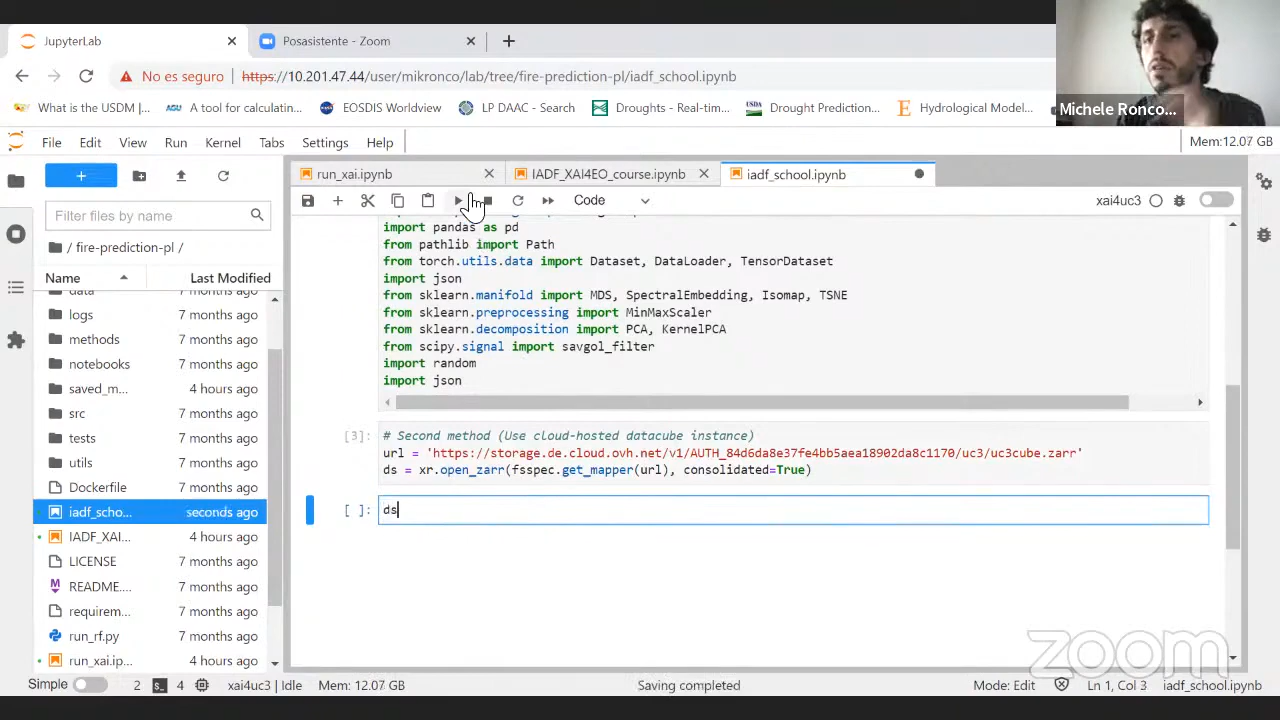 JupyterLab
Posasistente - Zoom
No es seguro
https://10.201.47.44/user/mikronco/lab/tree/fire-prediction-pl/iadf_school.ipynb
What is the USDM |...
AGU
A tool for calculatin...
EOSDIS Worldview
LP DAAC - Search
Droughts - Real-tim...
USDA
Drought Prediction...
Hydrological Model...
Michele Ronco...
File Edit View Run Kernel Tabs Settings Help
Mem:12.07 GB
run_xai.ipynb
IADF_XAI4EO_course.ipynb
iadf_school.ipynb
Code
xai4uc3
Filter files by name
/ fire-prediction-pl /
Name Last Modified
data 7 months ago
logs 7 months ago
methods 7 months ago
notebooks 7 months ago
saved_m... 4 hours ago
src 7 months ago
tests 7 months ago
utils 7 months ago
Dockerfile 7 months ago
iadf_scho... seconds ago
IADF_XAI... 4 hours ago
LICENSE 7 months ago
README.... 7 months ago
requirem... 7 months ago
run_rf.py 7 months ago
run_xai.ip... 4 hours ago
import pandas as pd
from pathlib import Path
from torch.utils.data import Dataset, DataLoader, TensorDataset
import json
from sklearn.manifold import MDS, SpectralEmbedding, Isomap, TSNE
from sklearn.preprocessing import MinMaxScaler
from sklearn.decomposition import PCA, KernelPCA
from scipy.signal import savgol_filter
import random
import json
[3]: # Second method (Use cloud-hosted datacube instance)
url = 'https://storage.de.cloud.ovh.net/v1/AUTH_84d6da8e37fe4bb5aea18902da8c1170/uc3/uc3cube.zarr'
ds = xr.open_zarr(fsspec.get_mapper(url), consolidated=True)
[ ]: ds
zoom
Simple 2 4 xai4uc3 | Idle Mem: 12.07 GB Saving completed Mode: Edit Ln 1, Col 3 iadf_school.ipynb